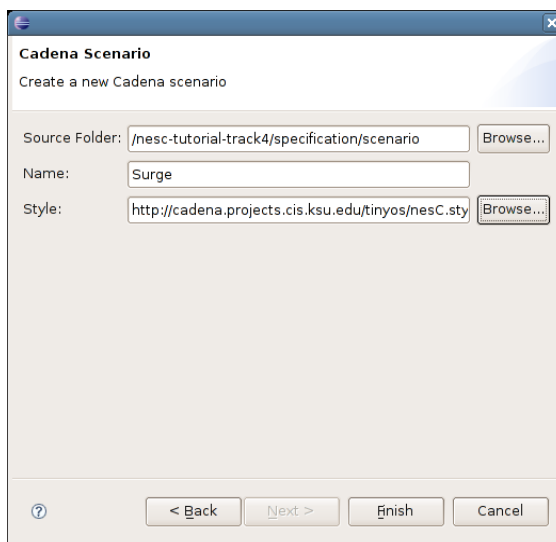 Cadena Scenario
Create a new Cadena scenario
Source Folder: /nesc-tutorial-track4/specification/scenario Browse...
Name: Surge
Style: http://cadena.projects.cis.ksu.edu/tinyos/nesC.sty Browse...
< Back Next > Finish Cancel